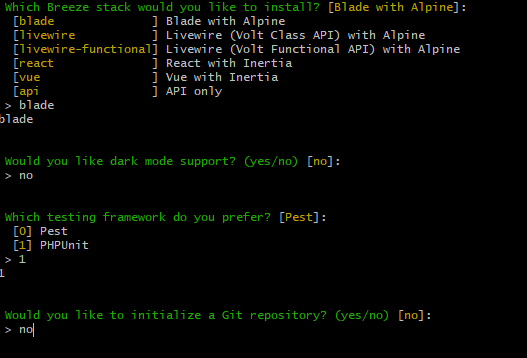 Which Breeze stack would you like to install? [Blade with Alpine]:
[blade              ] Blade with Alpine
[livewire           ] Livewire (Volt Class API) with Alpine
[livewire-functional] Livewire (Volt Functional API) with Alpine
[react              ] React with Inertia
[vue                ] Vue with Inertia
[api                ] API only
> blade
blade
Would you like dark mode support? (yes/no) [no]:
> no
Which testing framework do you prefer? [Pest]:
[0] Pest
[1] PHPUnit
> 1
1
Would you like to initialize a Git repository? (yes/no) [no]:
> no